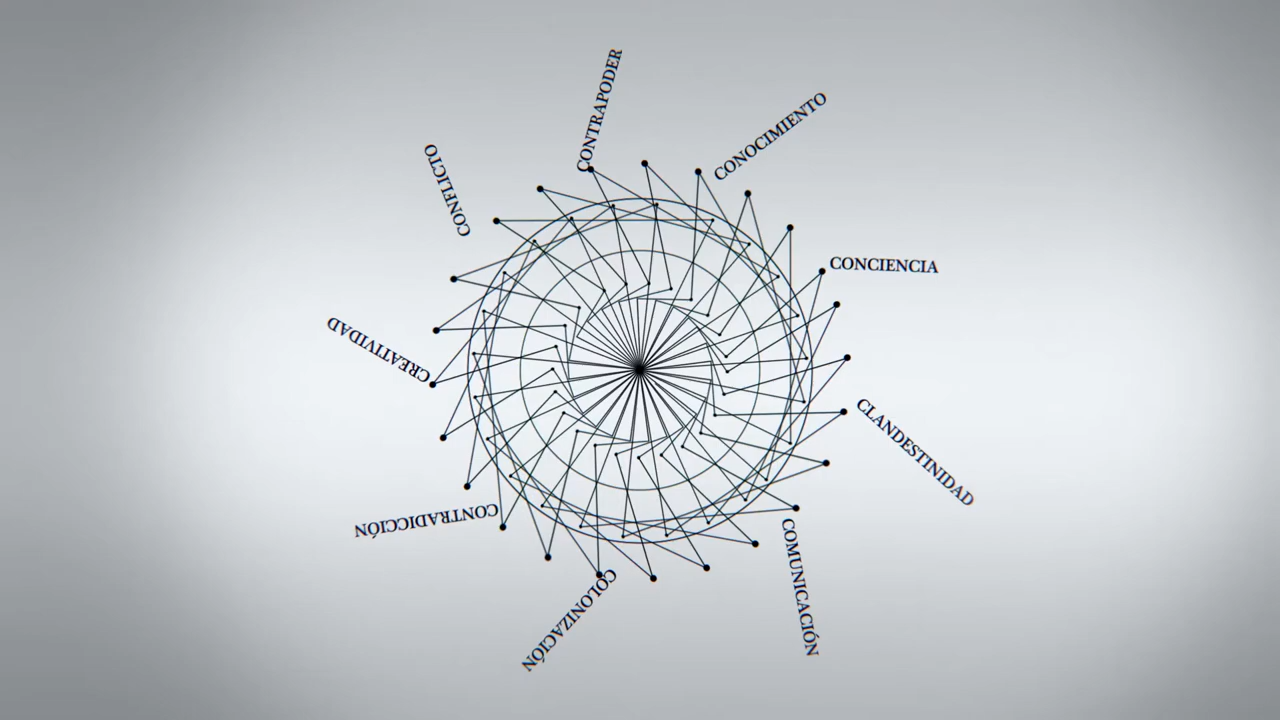 CONTRAPODER
CONOCIMIENTO
CONCIENCIA
CLANDESTINIDAD
COMUNICACIÓN
COLONIZACIÓN
CONTRADICCIÓN
CREATIVIDAD
CONFLICTO